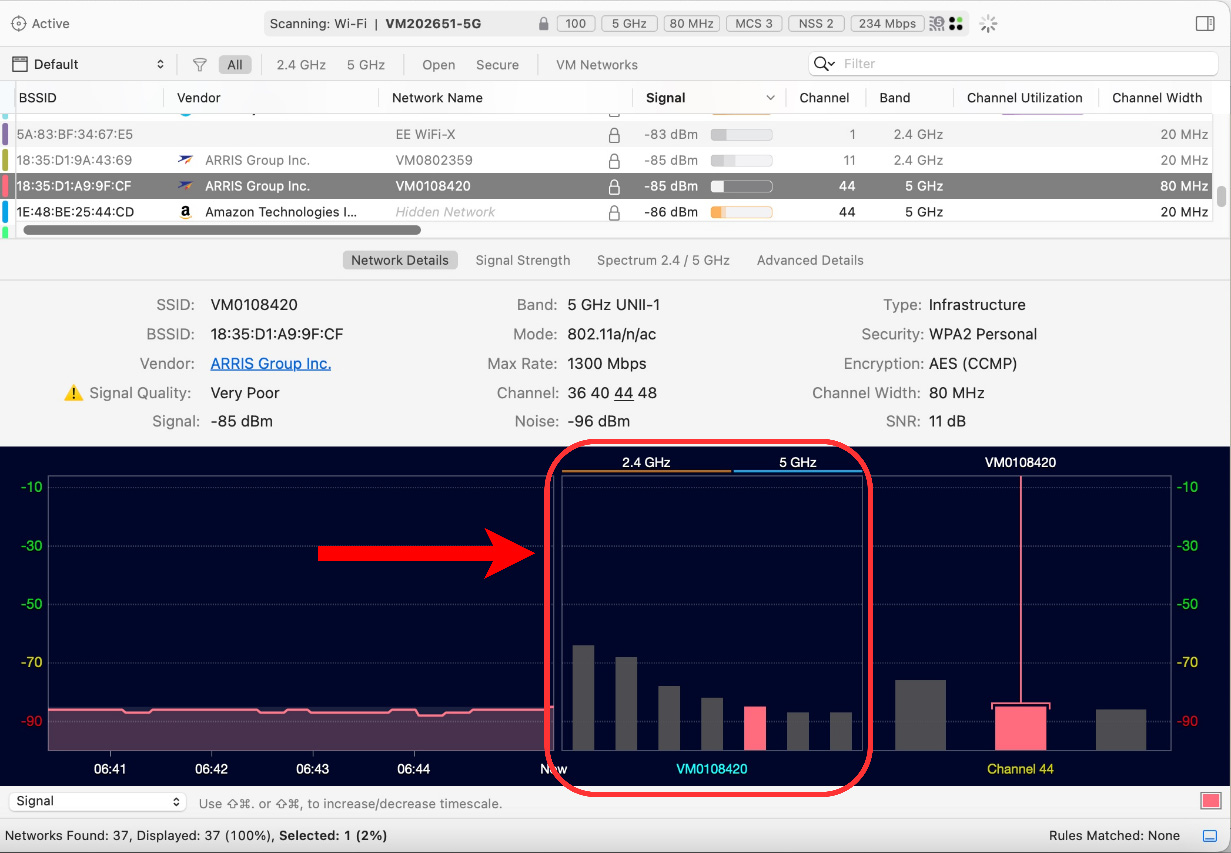 Active Scanning: Wi-Fi | VM202651-5G 100 5 GHz 80 MHz MCS 3 NSS 2 234 Mbps
Default All 2.4 GHz 5 GHz Open Secure VM Networks Filter
BSSID Vendor Network Name Signal Channel Band Channel Utilization Channel Width
5A:83:BF:34:67:E5 EE WiFi-X -83 dBm 1 2.4 GHz 20 MHz
18:35:D1:9A:43:69 ARRIS Group Inc. VM0802359 -85 dBm 11 2.4 GHz 20 MHz
18:35:D1:A9:9F:CF ARRIS Group Inc. VM0108420 -85 dBm 44 5 GHz 80 MHz
1E:48:BE:25:44:CD a Amazon Technologies I... Hidden Network -86 dBm 44 5 GHz 20 MHz
Network Details Signal Strength Spectrum 2.4 / 5 GHz Advanced Details
SSID: VM0108420 Band: 5 GHz UNII-1 Type: Infrastructure
BSSID: 18:35:D1:A9:9F:CF Mode: 802.11a/n/ac Security: WPA2 Personal
Vendor: ARRIS Group Inc. Max Rate: 1300 Mbps Encryption: AES (CCMP)
Signal Quality: Very Poor Channel: 36 40 44 48 Channel Width: 80 MHz
Signal: -85 dBm Noise: -96 dBm SNR: 11 dB
2.4 GHz 5 GHz VM0108420
-10 -10
-30 -30
-50 -50
-70 -70
-90 -90
06:41 06:42 06:43 06:44 Now VM0108420 Channel 44
Signal Use ⇧⌘. or ⇧⌘, to increase/decrease timescale.
Networks Found: 37, Displayed: 37 (100%), Selected: 1 (2%) Rules Matched: None